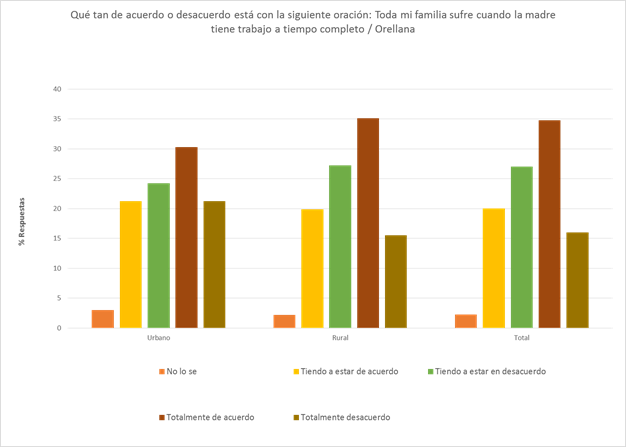 Qué tan de acuerdo o desacuerdo está con la siguiente oración: Toda mi familia sufre cuando la madre
tiene trabajo a tiempo completo / Orellana
40
35
30
25
20
15
10
5
0
% Respuestas
Urbano Rural Total
No lo se Tiendo a estar de acuerdo Tiendo a estar en desacuerdo
Totalmente de acuerdo Totalmente desacuerdo